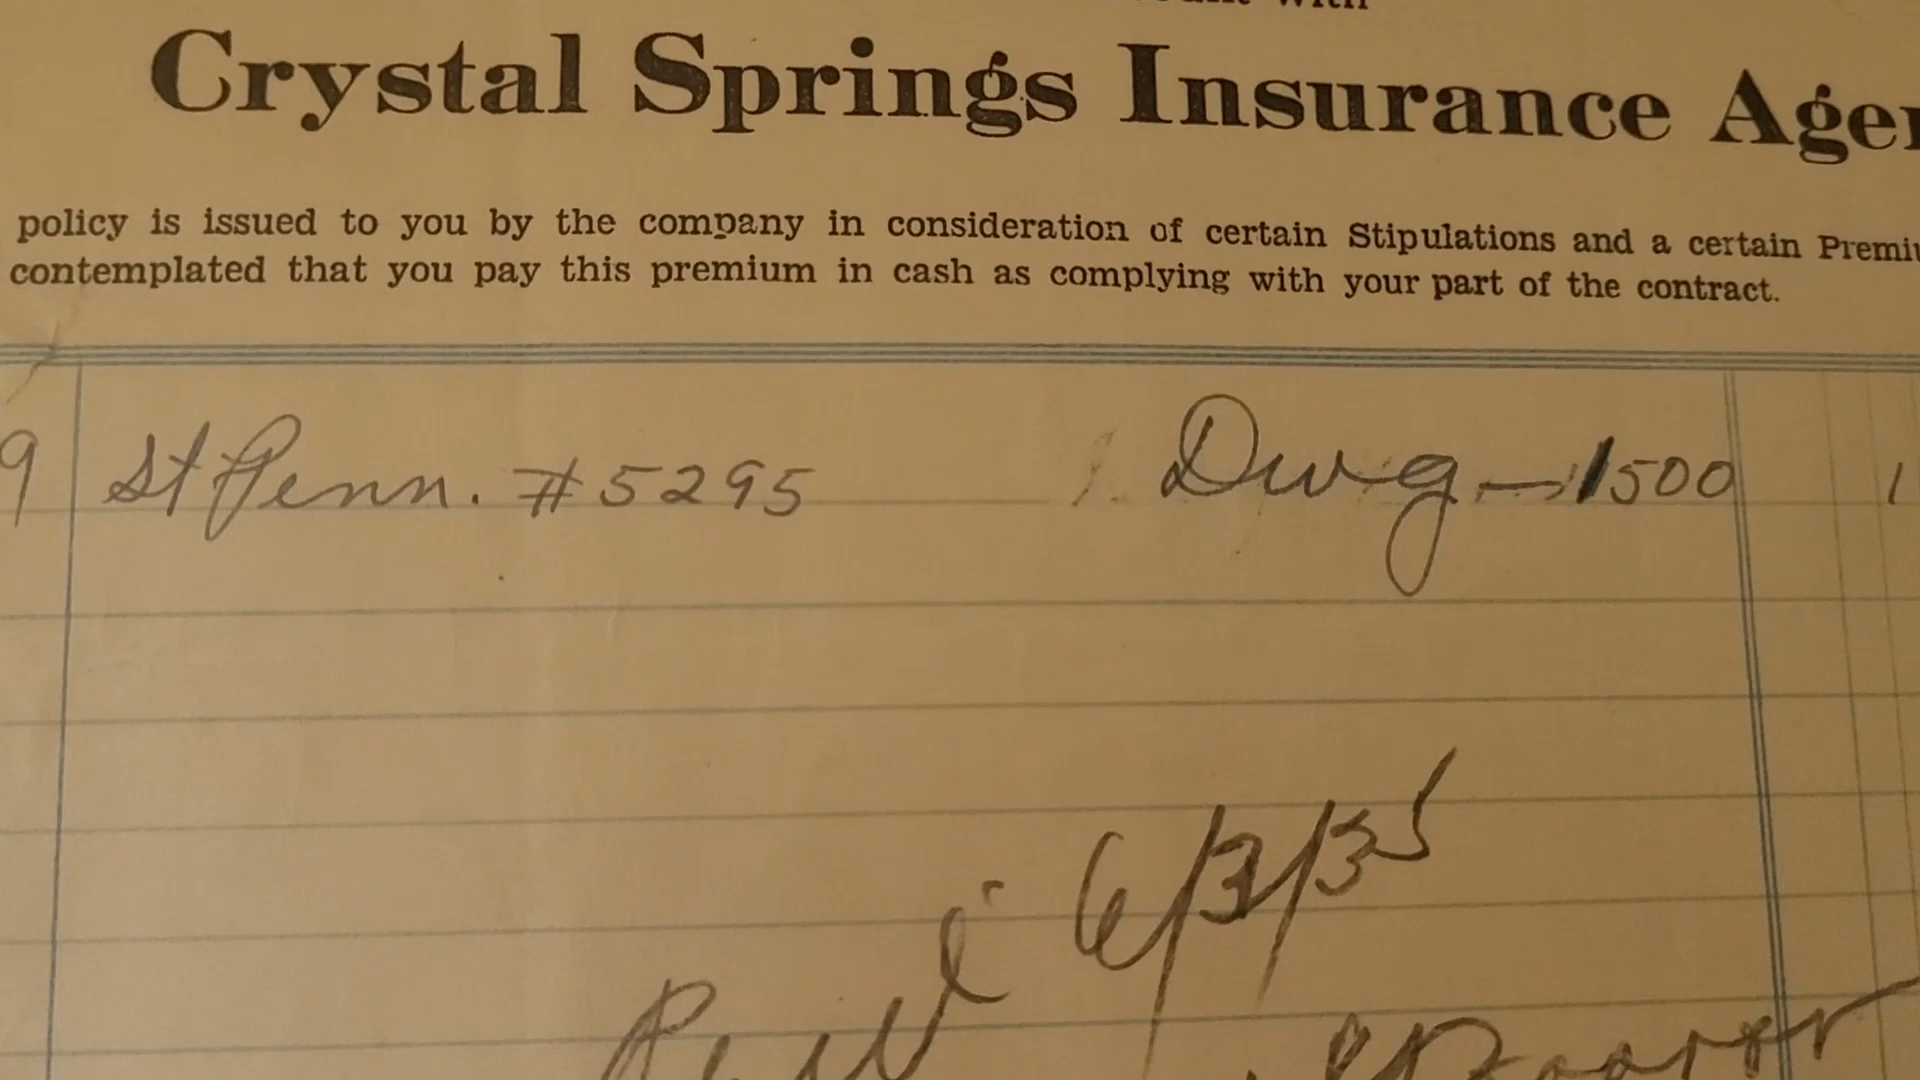 Crystal Springs Insurance
policy is issued to you by the company in consideration of certain Stipulations and a certain
contemplated that you pay this premium in cash as complying with your part of the contract.
9 St Penn. #5295 Dwg — 1500 1
6/3/35